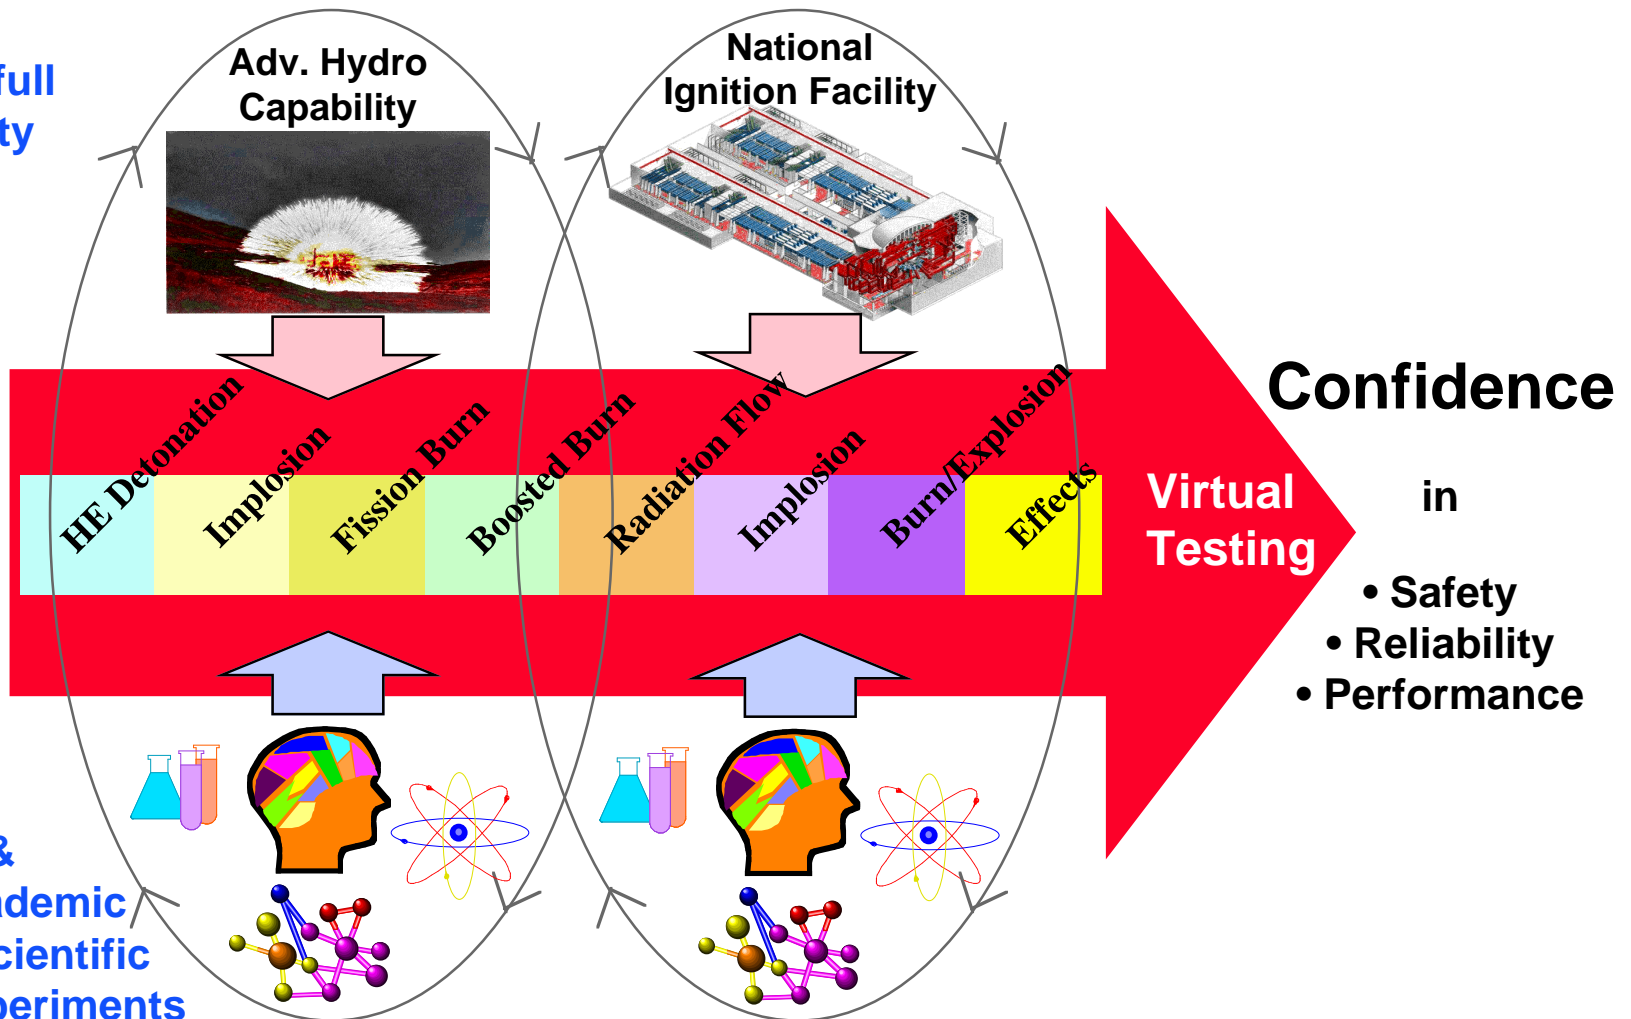 full
ty
Adv. Hydro
Capability
National
Ignition Facility
HE Detonation
Implosion
Fission Burn
Boosted Burn
Radiation Flow
Implosion
Burn/Explosion
Effects
Virtual
Testing
Confidence
in
• Safety
• Reliability
• Performance
&
ademic
cientific
periments